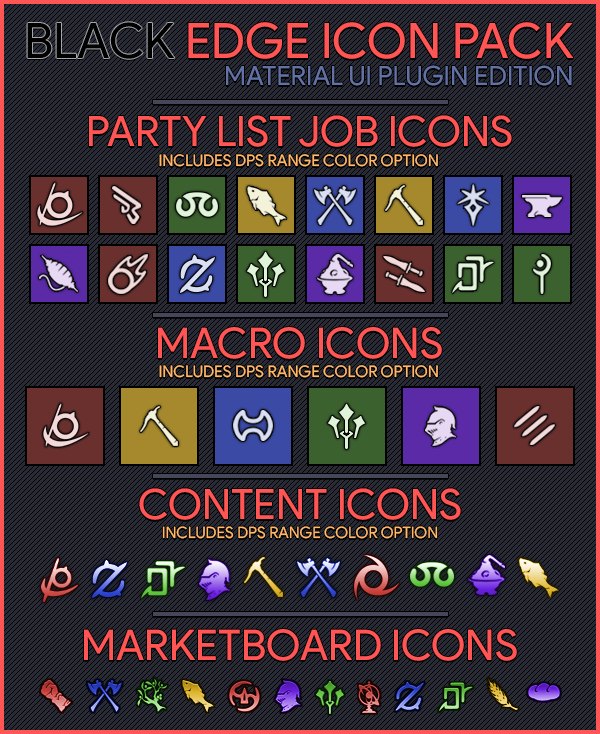 BLACK EDGE ICON PACK
MATERIAL UI PLUGIN EDITION
PARTY LIST JOB ICONS
INCLUDES DPS RANGE COLOR OPTION
MACRO ICONS
INCLUDES DPS RANGE COLOR OPTION
CONTENT ICONS
INCLUDES DPS RANGE COLOR OPTION
MARKETBOARD ICONS